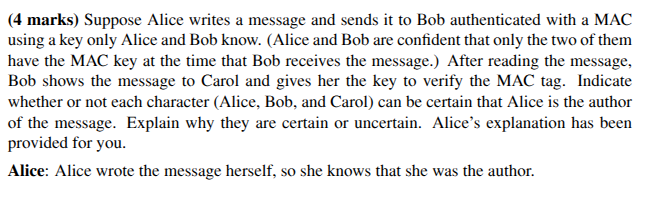 (4 marks) Suppose Alice writes a message and sends it to Bob authenticated with a MAC
using a key only Alice and Bob know. (Alice and Bob are confident that only the two of them
have the MAC key at the time that Bob receives the message.) After reading the message,
Bob shows the message to Carol and gives her the key to verify the MAC tag. Indicate
whether or not each character (Alice, Bob, and Carol) can be certain that Alice is the author
of the message. Explain why they are certain or uncertain. Alice's explanation has been
provided for you.
Alice: Alice wrote the message herself, so she knows that she was the author.